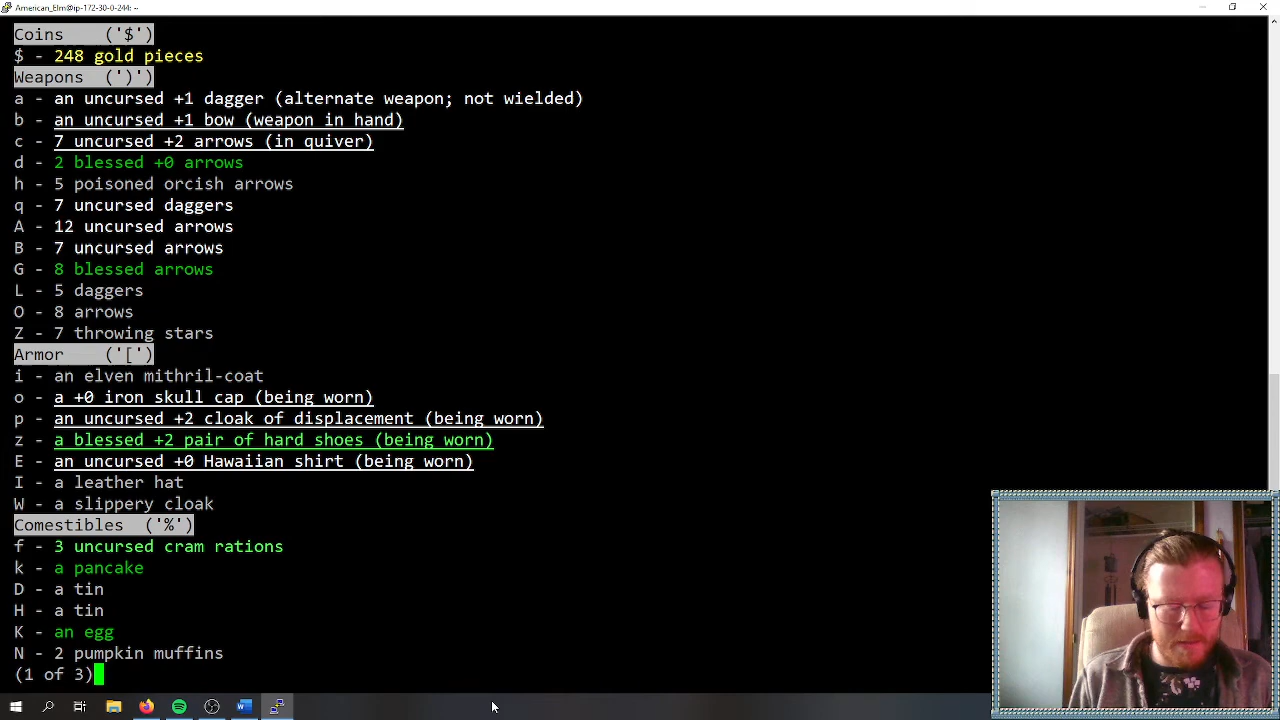 American_Elm@ip-172-30-0-244: ~
Coins ('$')
$ - 248 gold pieces
Weapons (')')
a - an uncursed +1 dagger (alternate weapon; not wielded)
b - an uncursed +1 bow (weapon in hand)
c - 7 uncursed +2 arrows (in quiver)
d - 2 blessed +0 arrows
h - 5 poisoned orcish arrows
q - 7 uncursed daggers
A - 12 uncursed arrows
B - 7 uncursed arrows
G - 8 blessed arrows
L - 5 daggers
O - 8 arrows
Z - 7 throwing stars
Armor ('[')
i - an elven mithril-coat
o - a +0 iron skull cap (being worn)
p - an uncursed +2 cloak of displacement (being worn)
z - a blessed +2 pair of hard shoes (being worn)
E - an uncursed +0 Hawaiian shirt (being worn)
I - a leather hat
W - a slippery cloak
Comestibles ('%')
f - 3 uncursed cram rations
k - a pancake
D - a tin
H - a tin
K - an egg
N - 2 pumpkin muffins
(1 of 3)